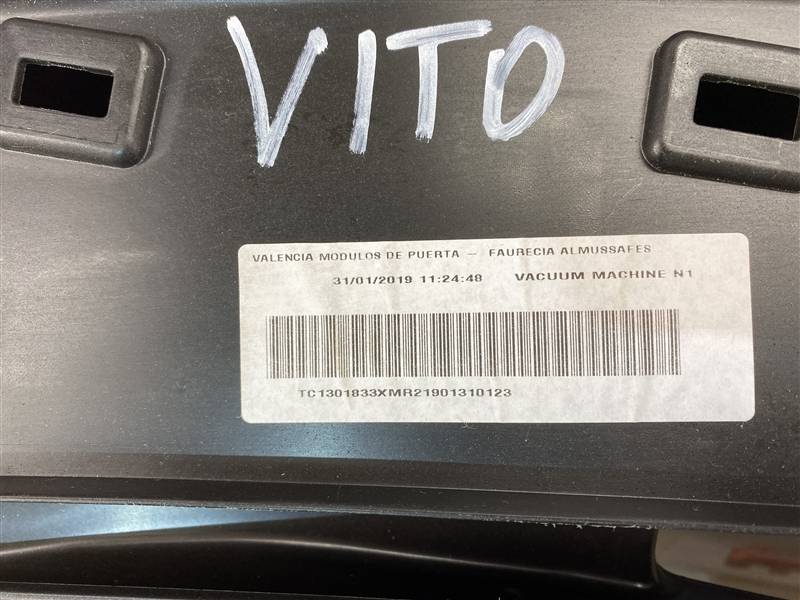 VITO
VALENCIA MODULOS DE PUERTA - FAURECIA ALMUSSAFES
31/01/2019 11:24:48 VACUUM MACHINE N1
TC1301833XMR21901310123